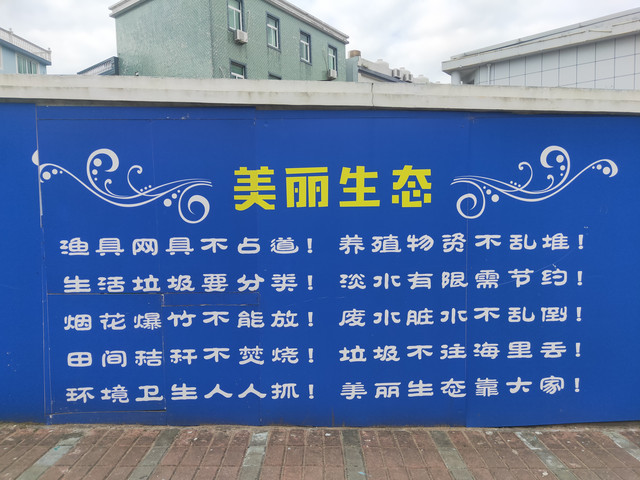 美丽生态
渔具网具不占道！ 养殖物资不乱堆！
生活垃圾要分类！ 淡水有限需节约！
烟花爆竹不能放！ 废水脏水不乱倒！
田间秸秆不焚烧！ 垃圾不往海里丢！
环境卫生人人抓！ 美丽生态靠大家！